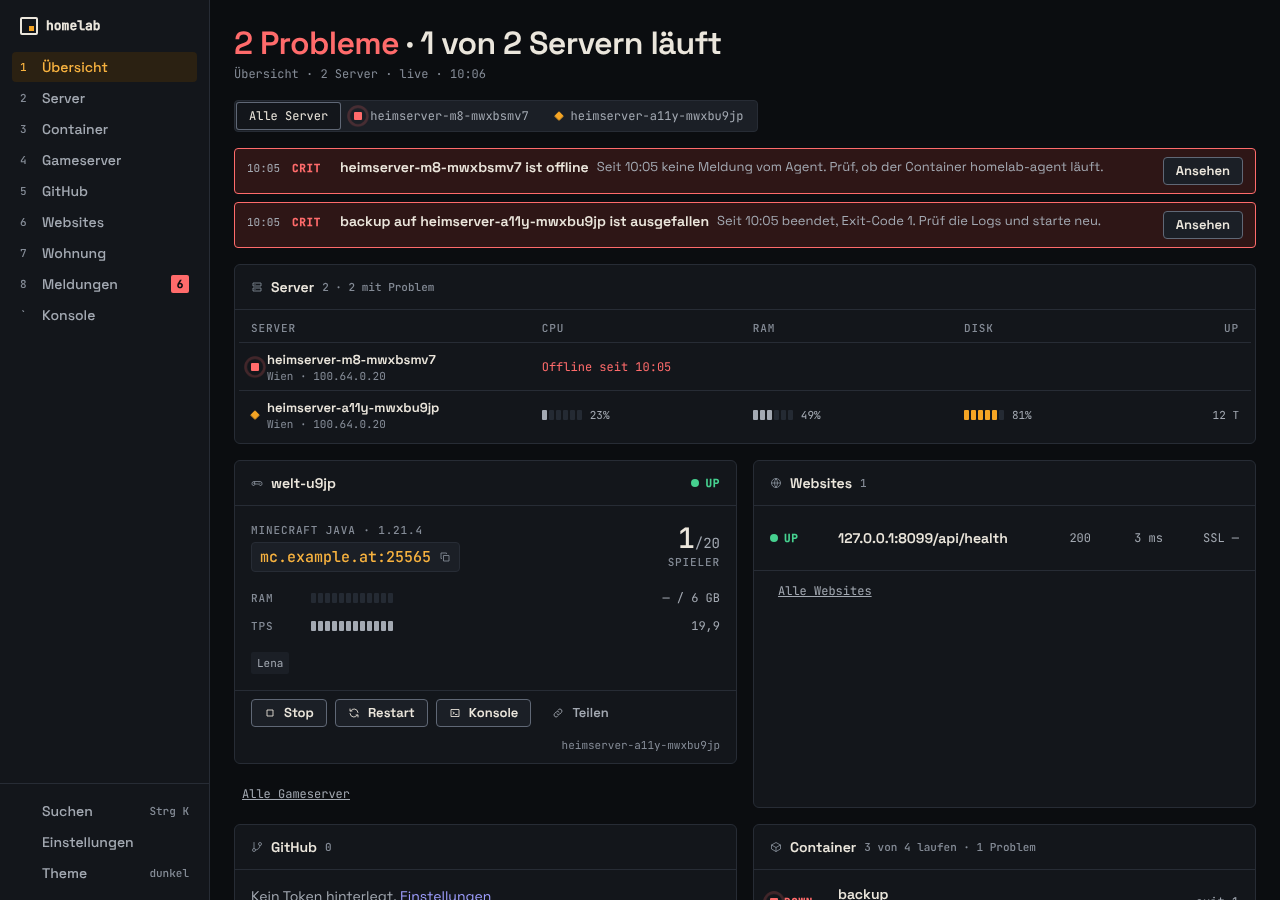 homelab
1 Übersicht
2 Server
3 Container
4 Gameserver
5 GitHub
6 Websites
7 Wohnung
8 Meldungen 6
` Konsole
Suchen Strg K
Einstellungen
Theme dunkel
2 Probleme · 1 von 2 Servern läuft
Übersicht · 2 Server · live · 10:06
Alle Server heimserver-m8-mwxbsmv7 heimserver-a11y-mwxbu9jp
10:05 CRIT heimserver-m8-mwxbsmv7 ist offline Seit 10:05 keine Meldung vom Agent. Prüf, ob der Container homelab-agent läuft. Ansehen
10:05 CRIT backup auf heimserver-a11y-mwxbu9jp ist ausgefallen Seit 10:05 beendet, Exit-Code 1. Prüf die Logs und starte neu. Ansehen
Server 2 · 2 mit Problem
SERVER CPU RAM DISK UP
heimserver-m8-mwxbsmv7
Wien · 100.64.0.20
Offline seit 10:05
heimserver-a11y-mwxbu9jp
Wien · 100.64.0.20
23% 49% 81% 12 T
welt-u9jp UP
MINECRAFT JAVA · 1.21.4
mc.example.at:25565
1/20
SPIELER
RAM — / 6 GB
TPS 19,9
Lena
Stop Restart Konsole Teilen
heimserver-a11y-mwxbu9jp
Alle Gameserver
Websites 1
UP 127.0.0.1:8099/api/health 200 3 ms SSL —
Alle Websites
GitHub 0
Kein Token hinterlegt. Einstellungen
Container 3 von 4 laufen · 1 Problem
backup
DOWN exit 1